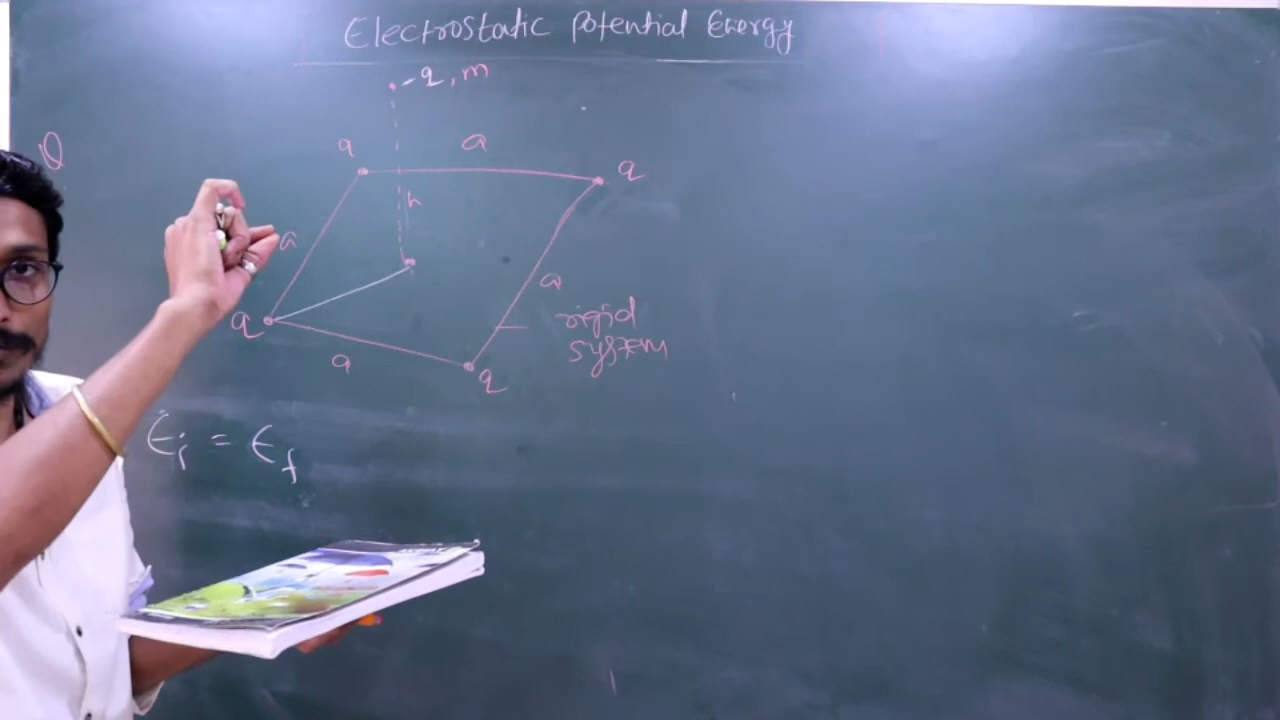 Electrostatic Potential Energy
-q, m
Q
q
a
q
h
a
a
rigid
system
q
a
q
Ei = Ef